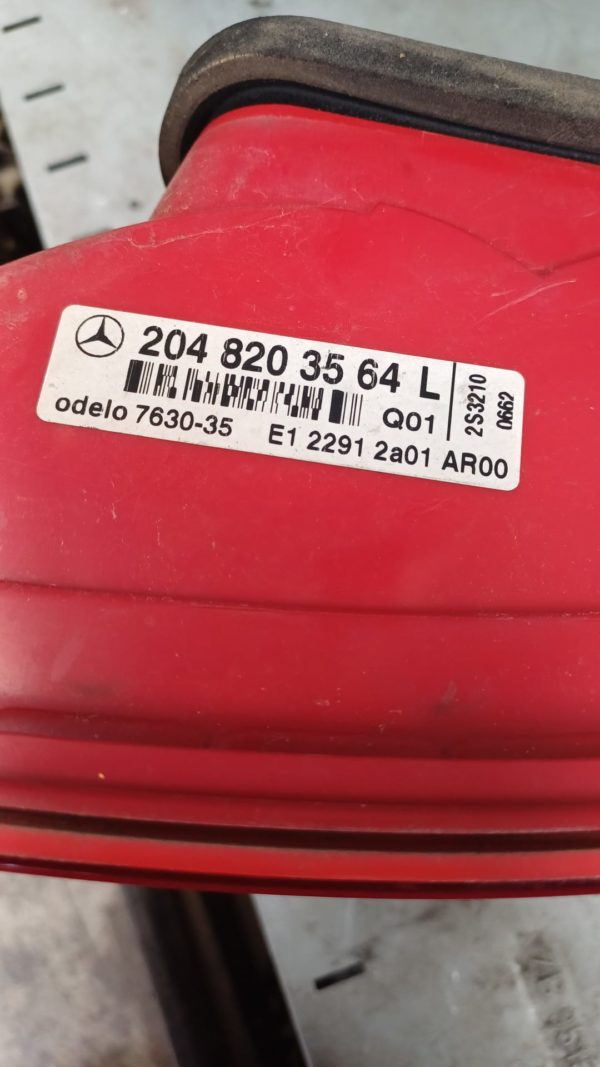 204 820 35 64 L
Q01
odelo 7630-35 E1 2291 2a01 AR00
2S3210
0662